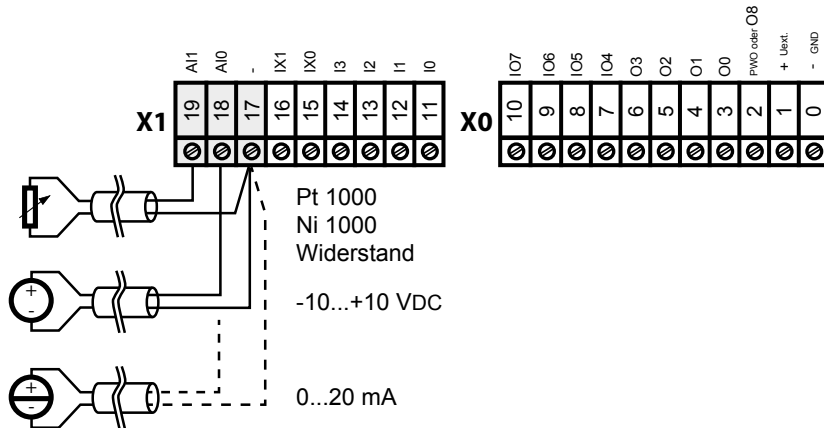 AI1 AI0 - IX1 IX0 I3 I2 I1 I0
X1 19 18 17 16 15 14 13 12 11
IO7 IO6 IO5 IO4 O3 O2 O1 O0 PWO oder O8 + Uext. - GND
X0 10 9 8 7 6 5 4 3 2 1 0
Pt 1000
Ni 1000
Widerstand
+
-
-10...+10 VDC
+
-
0...20 mA